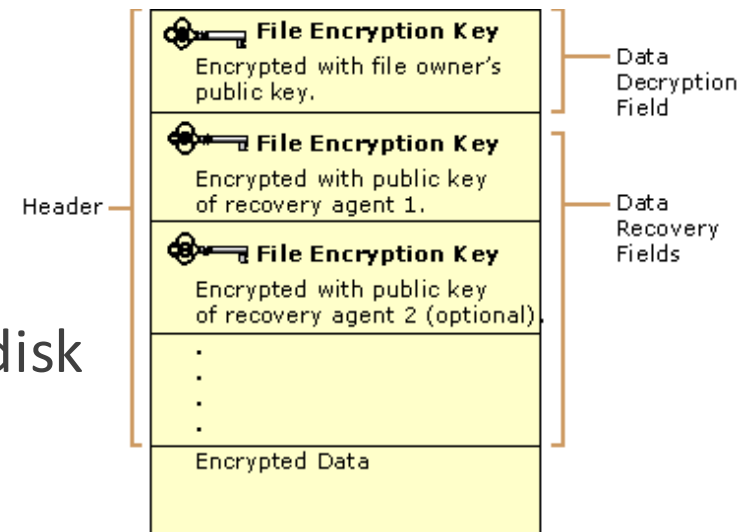 File Encryption Key
Encrypted with file owner's
public key.
Data
Decryption
Field
File Encryption Key
Encrypted with public key
of recovery agent 1.
Header
Data
Recovery
Fields
File Encryption Key
Encrypted with public key
of recovery agent 2 (optional).
disk
.
.
.
.
Encrypted Data